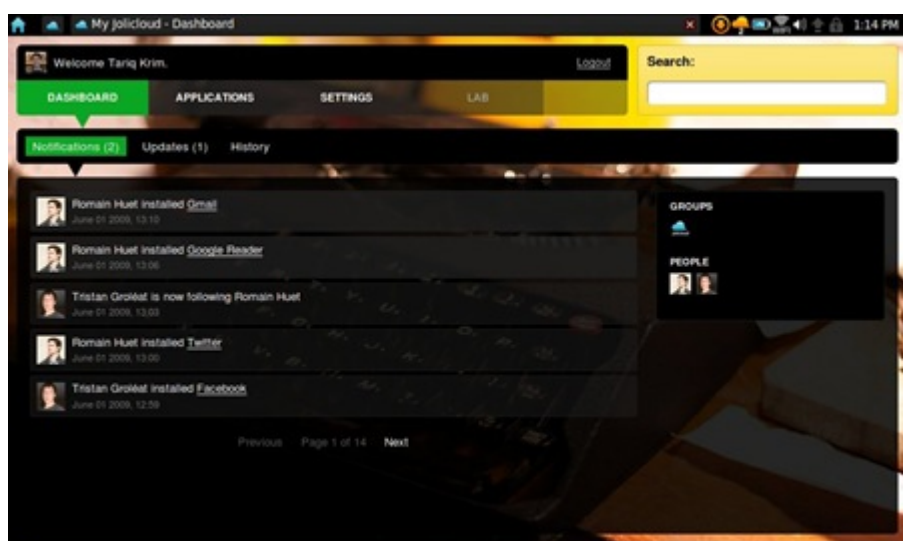 My Jolicloud - Dashboard
1:14 PM
Welcome Tariq Krim.
Logout
Search:
DASHBOARD APPLICATIONS SETTINGS LAB
Notifications (2) Updates (1) History
Romain Huet installed Gmail
June 01 2009, 13:10
GROUPS
Romain Huet installed Google Reader
June 01 2009, 13:06
PEOPLE
Tristan Groléat is now following Romain Huet
June 01 2009, 13:03
Romain Huet installed Twitter
June 01 2009, 13:00
Tristan Groléat installed Facebook
June 01 2009, 12:59
Previous Page 1 of 14 Next